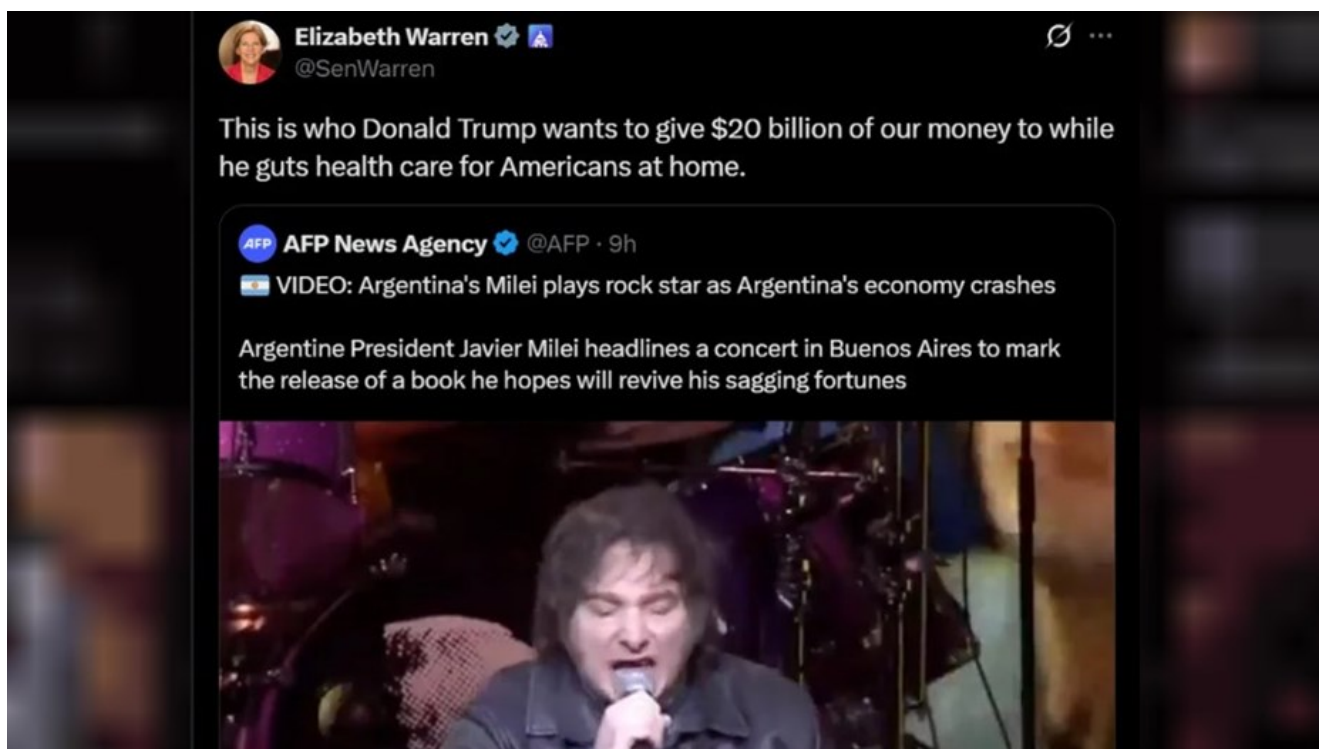 Elizabeth Warren
@SenWarren
This is who Donald Trump wants to give $20 billion of our money to while
he guts health care for Americans at home.
AFP AFP News Agency @AFP · 9h
🇦🇷 VIDEO: Argentina's Milei plays rock star as Argentina's economy crashes
Argentine President Javier Milei headlines a concert in Buenos Aires to mark
the release of a book he hopes will revive his sagging fortunes